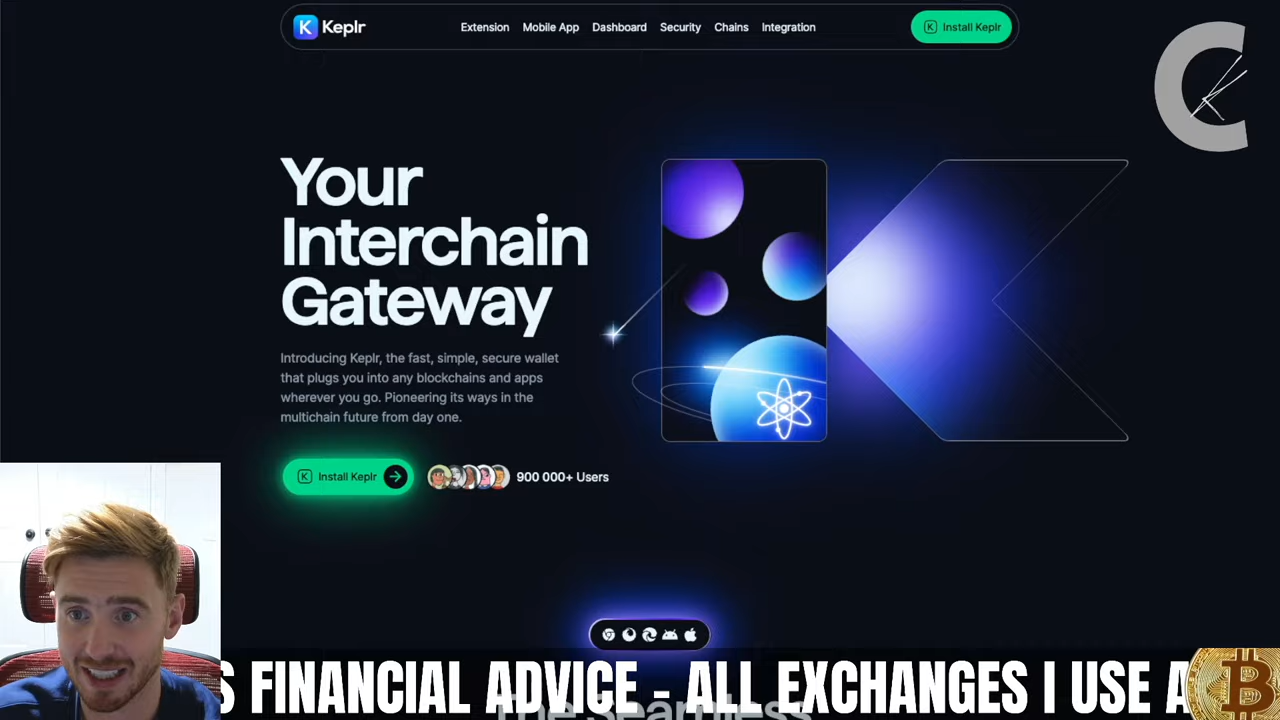 Keplr
Extension Mobile App Dashboard Security Chains Integration
Install Keplr
Your
Interchain
Gateway
Introducing Keplr, the fast, simple, secure wallet
that plugs you into any blockchains and apps
wherever you go. Pioneering its ways in the
multichain future from day one.
Install Keplr
900 000+ Users
S FINANCIAL ADVICE - ALL EXCHANGES I USE A
The Seamless